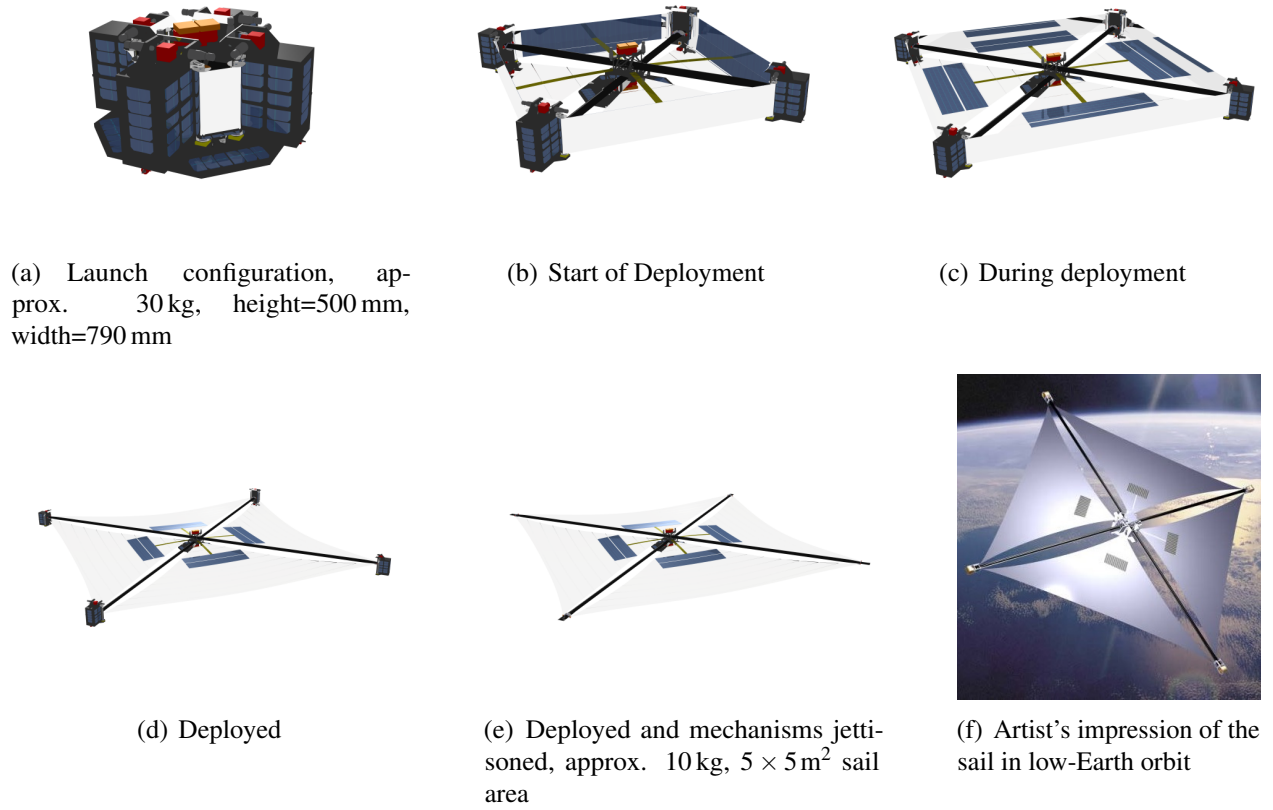 (a) Launch configuration, ap-
prox. 30 kg, height=500 mm,
width=790 mm
(b) Start of Deployment
(c) During deployment
(d) Deployed
(e) Deployed and mechanisms jetti-
soned, approx. 10 kg, 5 × 5 m² sail
area
(f) Artist's impression of the
sail in low-Earth orbit